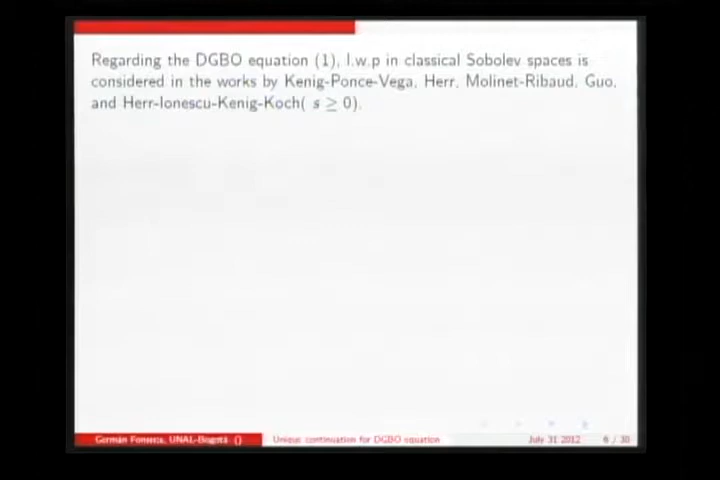 Regarding the DGBO equation (1), l.w.p in classical Sobolev spaces is
considered in the works by Kenig-Ponce-Vega, Herr, Molinet-Ribaud, Guo,
and Herr-Ionescu-Kenig-Koch( s ≥ 0).
Germán Fonseca, UNAL-Bogotá () Unique continuation for DGBO equation July 31 2012 6 / 30